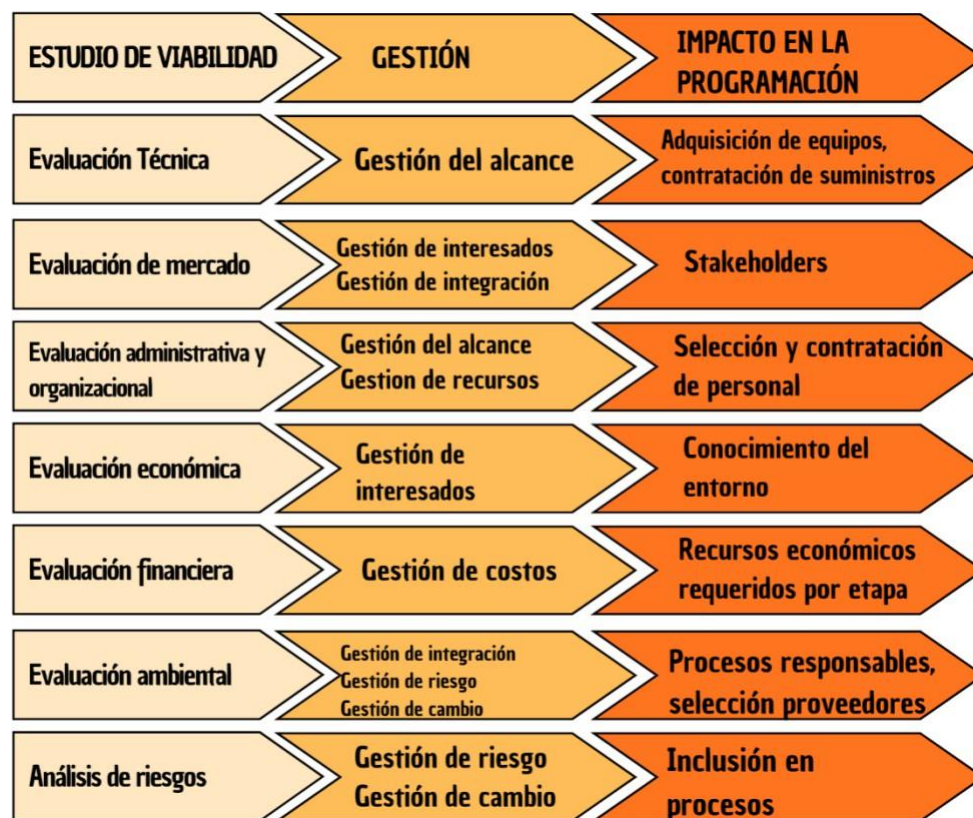 ESTUDIO DE VIABILIDAD
GESTIÓN
IMPACTO EN LA
PROGRAMACIÓN
Evaluación Técnica
Gestión del alcance
Adquisición de equipos,
contratación de suministros
Evaluación de mercado
Gestión de interesados
Gestión de integración
Stakeholders
Evaluación administrativa y
organizacional
Gestión del alcance
Gestion de recursos
Selección y contratación
de personal
Evaluación económica
Gestión de
interesados
Conocimiento del
entorno
Evaluación financiera
Gestión de costos
Recursos económicos
requeridos por etapa
Evaluación ambiental
Gestión de integración
Gestión de riesgo
Gestión de cambio
Procesos responsables,
selección proveedores
Análisis de riesgos
Gestión de riesgo
Gestión de cambio
Inclusión en
procesos